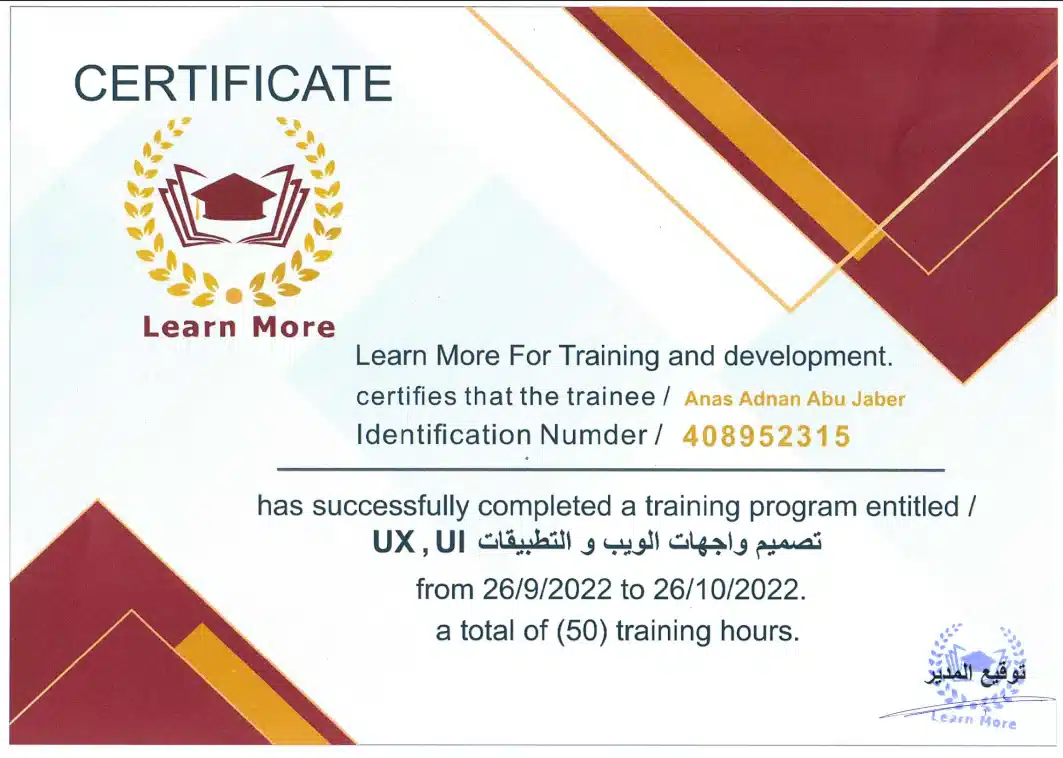 CERTIFICATE
Learn More
Learn More For Training and development.
certifies that the trainee / Anas Adnan Abu Jaber
Identification Numder / 408952315
has successfully completed a training program entitled /
تصميم واجهات الويب و التطبيقات UX , UI
from 26/9/2022 to 26/10/2022.
a total of (50) training hours.
توقيع المدير
Learn More